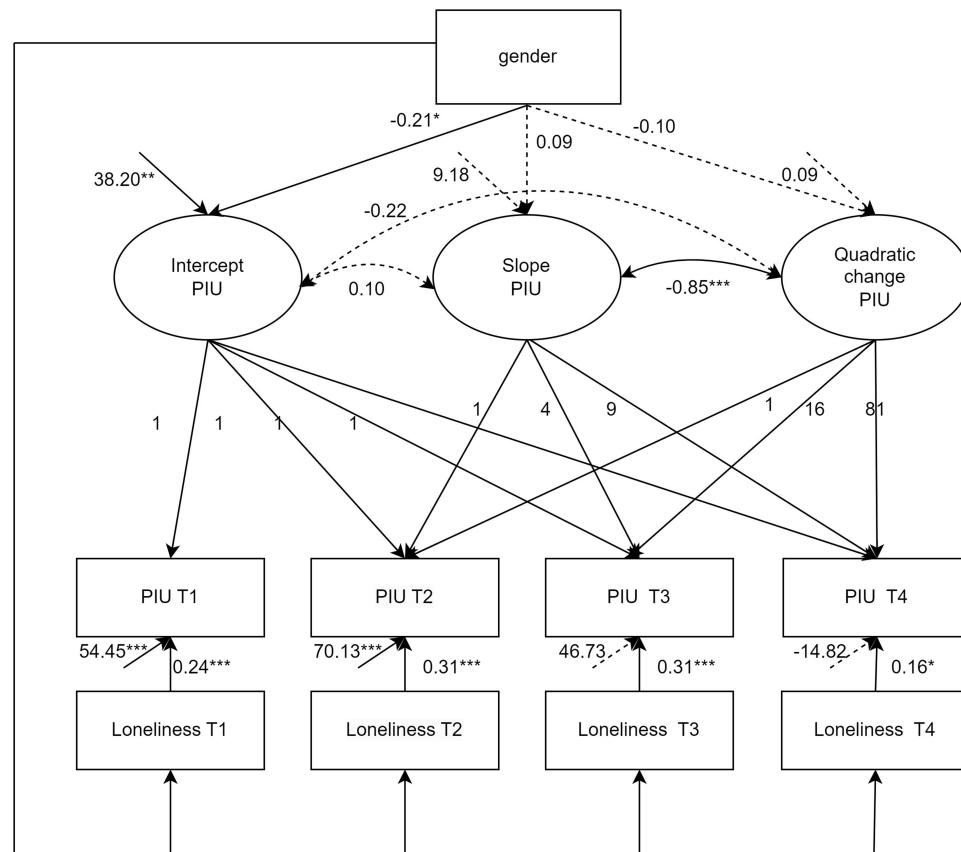 gender
-0.21*
-0.10
0.09
38.20**
9.18
0.09
-0.22
Intercept
PIU
Slope
PIU
Quadratic
change
PIU
0.10
-0.85***
1
1
1
1
1
4
9
1
16
81
PIU T1
PIU T2
PIU T3
PIU T4
54.45***
70.13***
46.73
-14.82
0.24***
0.31***
0.31***
0.16*
Loneliness T1
Loneliness T2
Loneliness T3
Loneliness T4